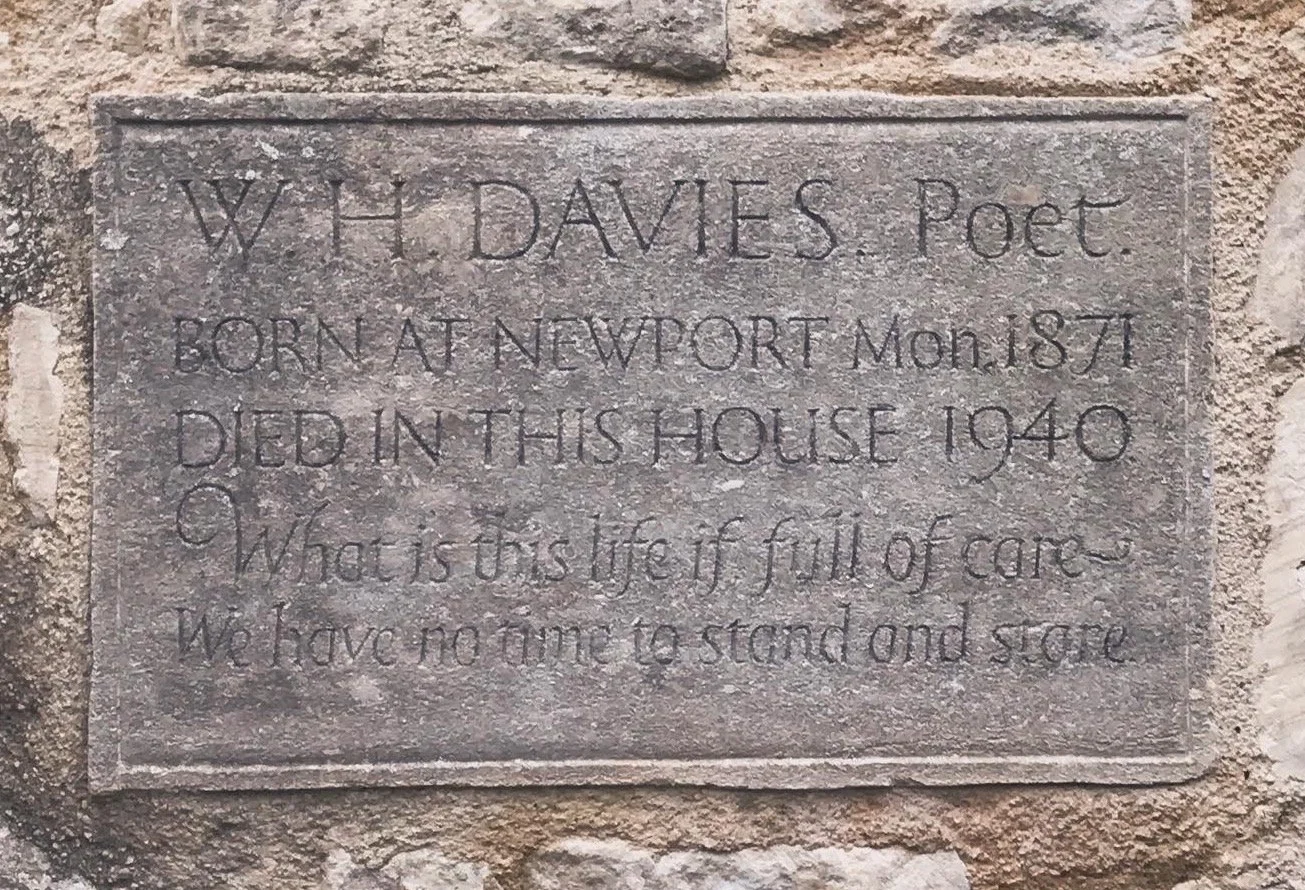 W. H. DAVIES. Poet.
BORN AT NEWPORT Mon. 1871
DIED IN THIS HOUSE 1940
What is this life if full of care
We have no time to stand and stare.